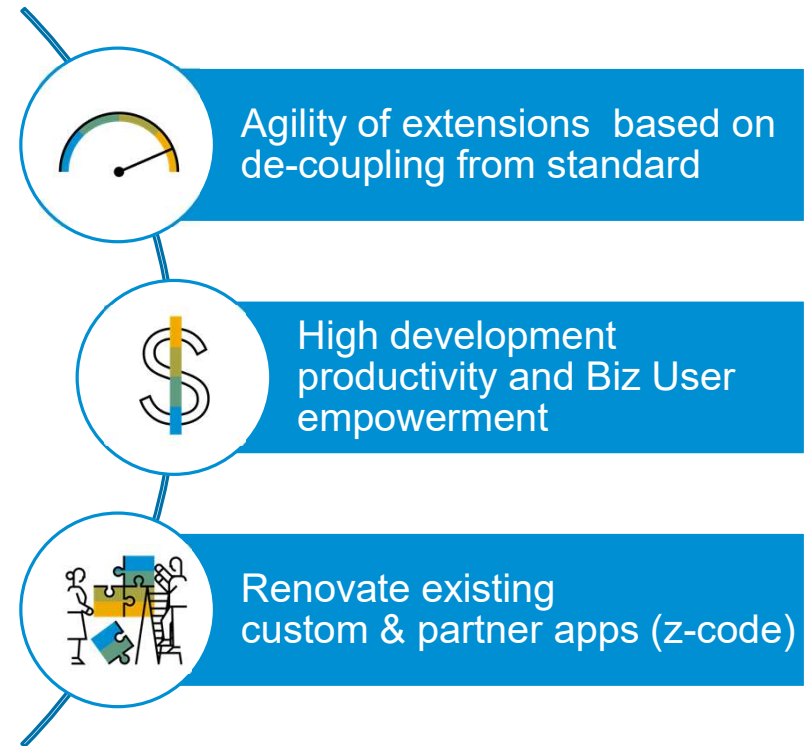 Agility of extensions  based on
de-coupling from standard
High development
productivity and Biz User
empowerment
Renovate existing
custom & partner apps (z-code)